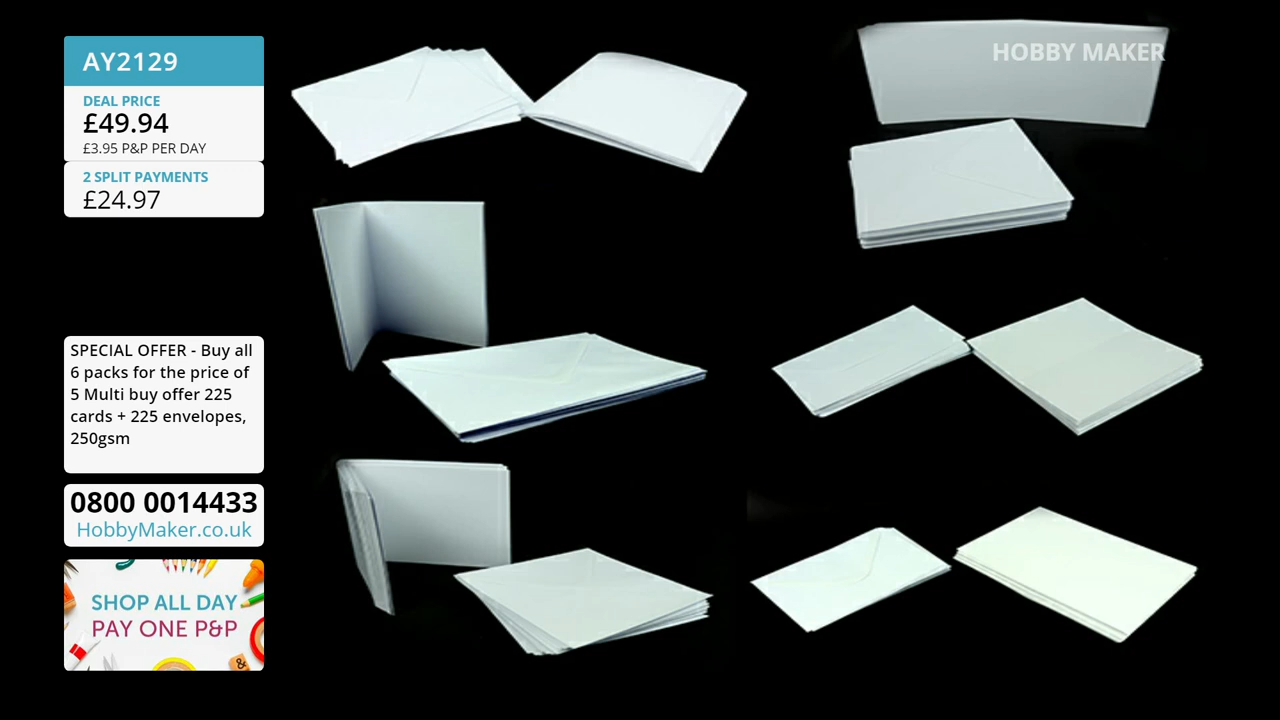 AY2129
DEAL PRICE
£49.94
£3.95 P&P PER DAY
2 SPLIT PAYMENTS
£24.97
SPECIAL OFFER - Buy all
6 packs for the price of
5 Multi buy offer 225
cards + 225 envelopes,
250gsm
0800 0014433
HobbyMaker.co.uk
SHOP ALL DAY
PAY ONE P&P
&
HOBBY MAKER